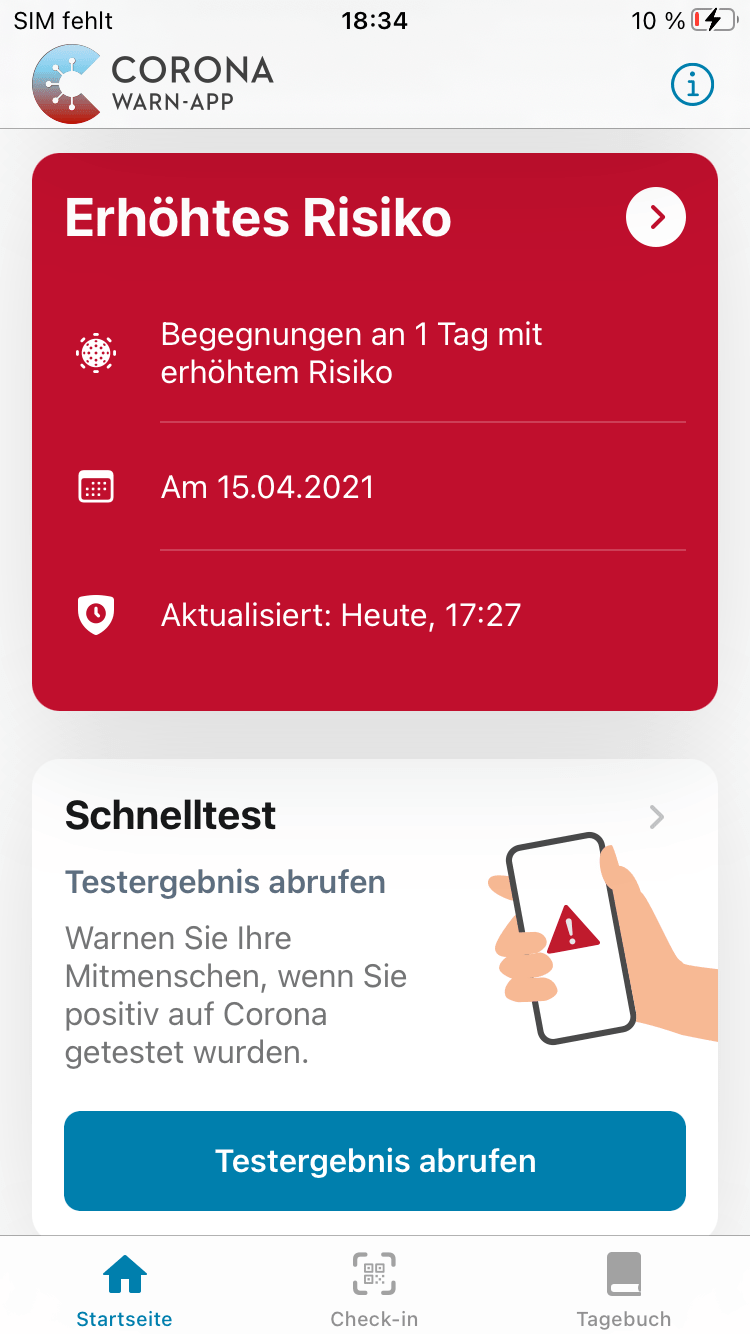 SIM fehlt 18:34 10 %
CORONA
WARN-APP
Erhöhtes Risiko
Begegnungen an 1 Tag mit
erhöhtem Risiko
Am 15.04.2021
Aktualisiert: Heute, 17:27
Schnelltest
Testergebnis abrufen
Warnen Sie Ihre
Mitmenschen, wenn Sie
positiv auf Corona
getestet wurden.
Testergebnis abrufen
Startseite Check-in Tagebuch